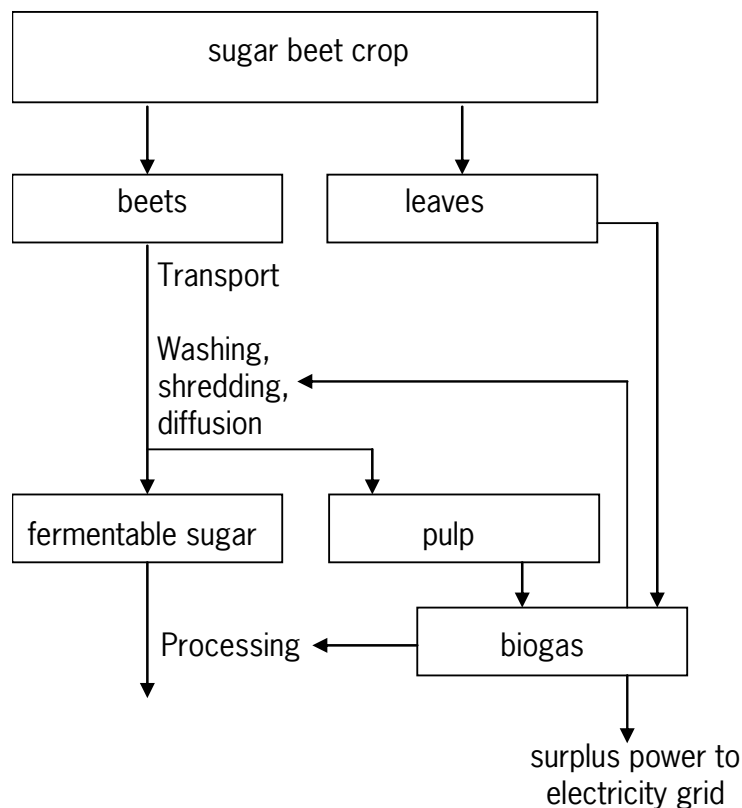 sugar beet crop
beets
leaves
Transport
Washing,
shredding,
diffusion
fermentable sugar
pulp
Processing
biogas
surplus power to
electricity grid